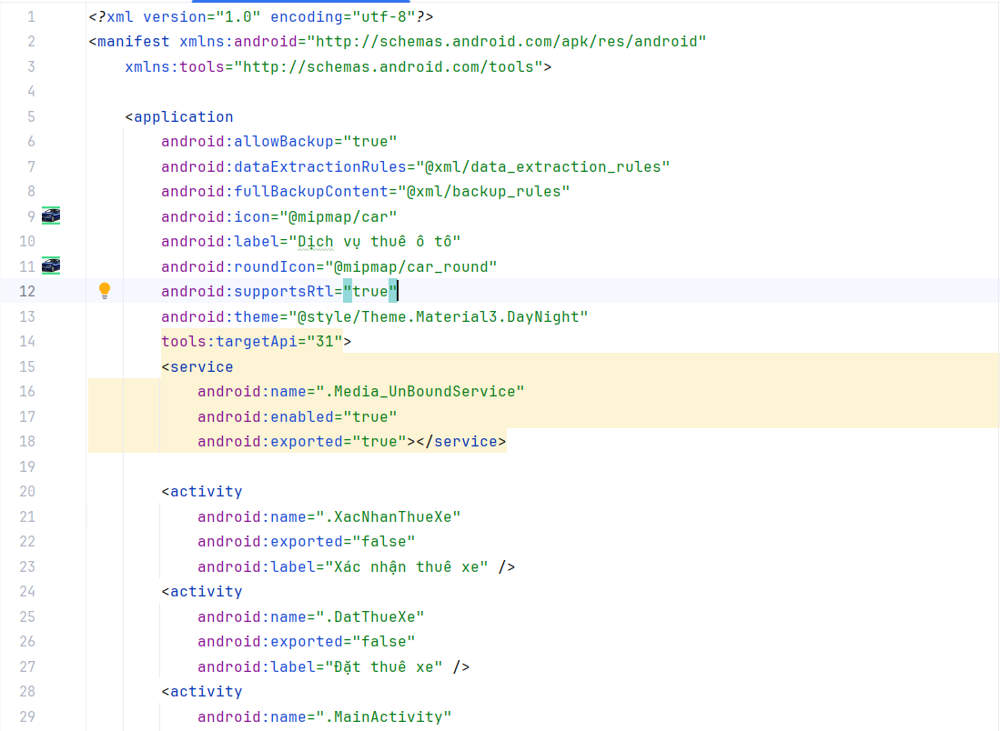 1 <?xml version="1.0" encoding="utf-8"?>
2 <manifest xmlns:android="http://schemas.android.com/apk/res/android"
3     xmlns:tools="http://schemas.android.com/tools">
4
5     <application
6         android:allowBackup="true"
7         android:dataExtractionRules="@xml/data_extraction_rules"
8         android:fullBackupContent="@xml/backup_rules"
9         android:icon="@mipmap/car"
10         android:label="Dịch vụ thuê ô tô"
11         android:roundIcon="@mipmap/car_round"
12         android:supportsRtl="true"
13         android:theme="@style/Theme.Material3.DayNight"
14         tools:targetApi="31">
15         <service
16             android:name=".Media_UnBoundService"
17             android:enabled="true"
18             android:exported="true"></service>
19
20         <activity
21             android:name=".XacNhanThueXe"
22             android:exported="false"
23             android:label="Xác nhận thuê xe" />
24         <activity
25             android:name=".DatThueXe"
26             android:exported="false"
27             android:label="Đặt thuê xe" />
28         <activity
29             android:name=".MainActivity"